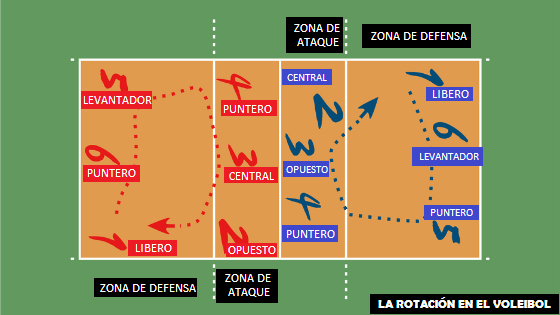 ZONA DE
ATAQUE
ZONA DE DEFENSA
5
LEVANTADOR
4
PUNTERO
CENTRAL
2
1
LIBERO
6
PUNTERO
3
CENTRAL
3
OPUESTO
6
LEVANTADOR
1
LIBERO
2
OPUESTO
4
PUNTERO
PUNTERO
5
ZONA DE DEFENSA
ZONA DE
ATAQUE
LA ROTACIÓN EN EL VOLEIBOL